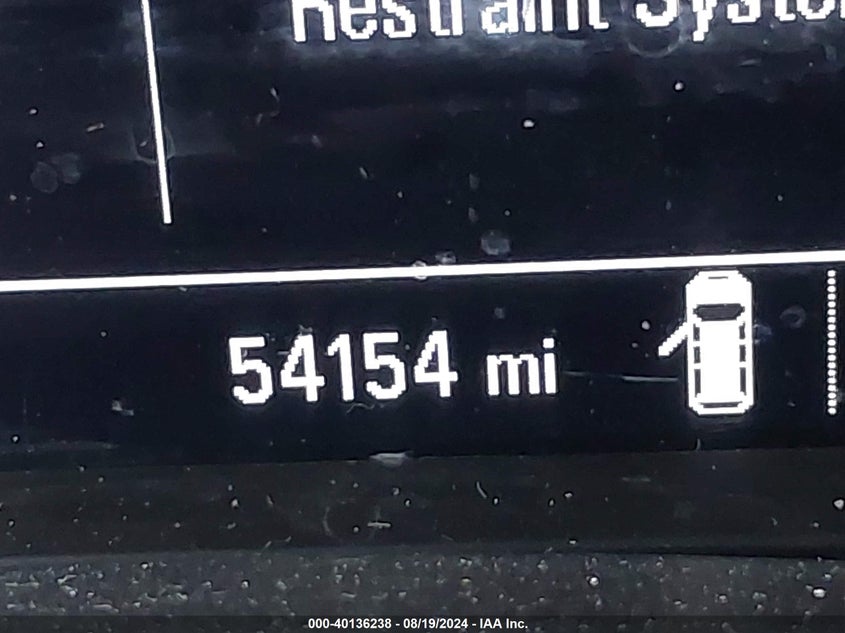 Restraint System
54154 mi
000-40136238 - 08/19/2024 - IAA Inc.